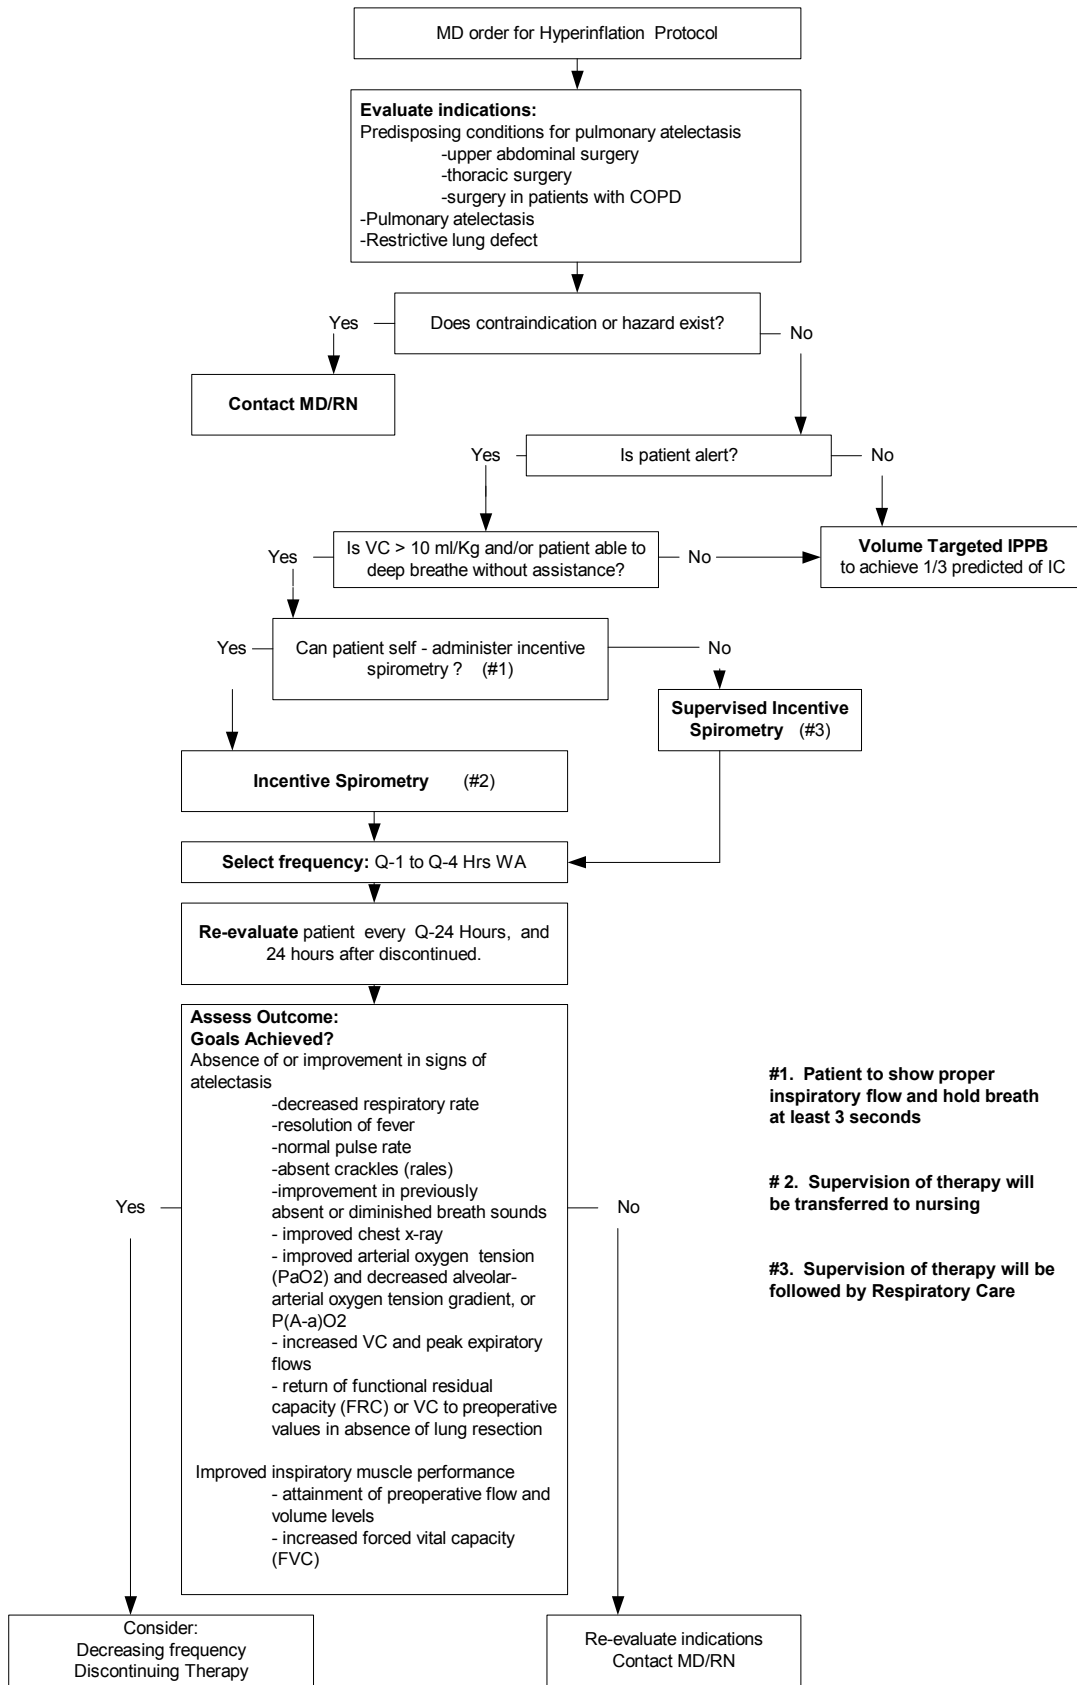 MD order for Hyperinflation Protocol
Evaluate indications:
Predisposing conditions for pulmonary atelectasis
-upper abdominal surgery
-thoracic surgery
-surgery in patients with COPD
-Pulmonary atelectasis
-Restrictive lung defect
Yes
Does contraindication or hazard exist?
No
Contact MD/RN
Yes
Is patient alert?
No
Yes
Is VC > 10 ml/Kg and/or patient able to
deep breathe without assistance?
No
Volume Targeted IPPB
to achieve 1/3 predicted of IC
Yes
Can patient self - administer incentive
spirometry ? (#1)
No
Supervised Incentive
Spirometry (#3)
Incentive Spirometry (#2)
Select frequency: Q-1 to Q-4 Hrs WA
Re-evaluate patient every Q-24 Hours, and
24 hours after discontinued.
Assess Outcome:
Goals Achieved?
Absence of or improvement in signs of
atelectasis
-decreased respiratory rate
-resolution of fever
-normal pulse rate
-absent crackles (rales)
-improvement in previously
absent or diminished breath sounds
- improved chest x-ray
- improved arterial oxygen tension
(PaO2) and decreased alveolar-
arterial oxygen tension gradient, or
P(A-a)O2
- increased VC and peak expiratory
flows
- return of functional residual
capacity (FRC) or VC to preoperative
values in absence of lung resection
Improved inspiratory muscle performance
- attainment of preoperative flow and
volume levels
- increased forced vital capacity
(FVC)
Yes
No
#1. Patient to show proper
inspiratory flow and hold breath
at least 3 seconds
# 2. Supervision of therapy will
be transferred to nursing
#3. Supervision of therapy will be
followed by Respiratory Care
Consider:
Decreasing frequency
Discontinuing Therapy
Re-evaluate indications
Contact MD/RN